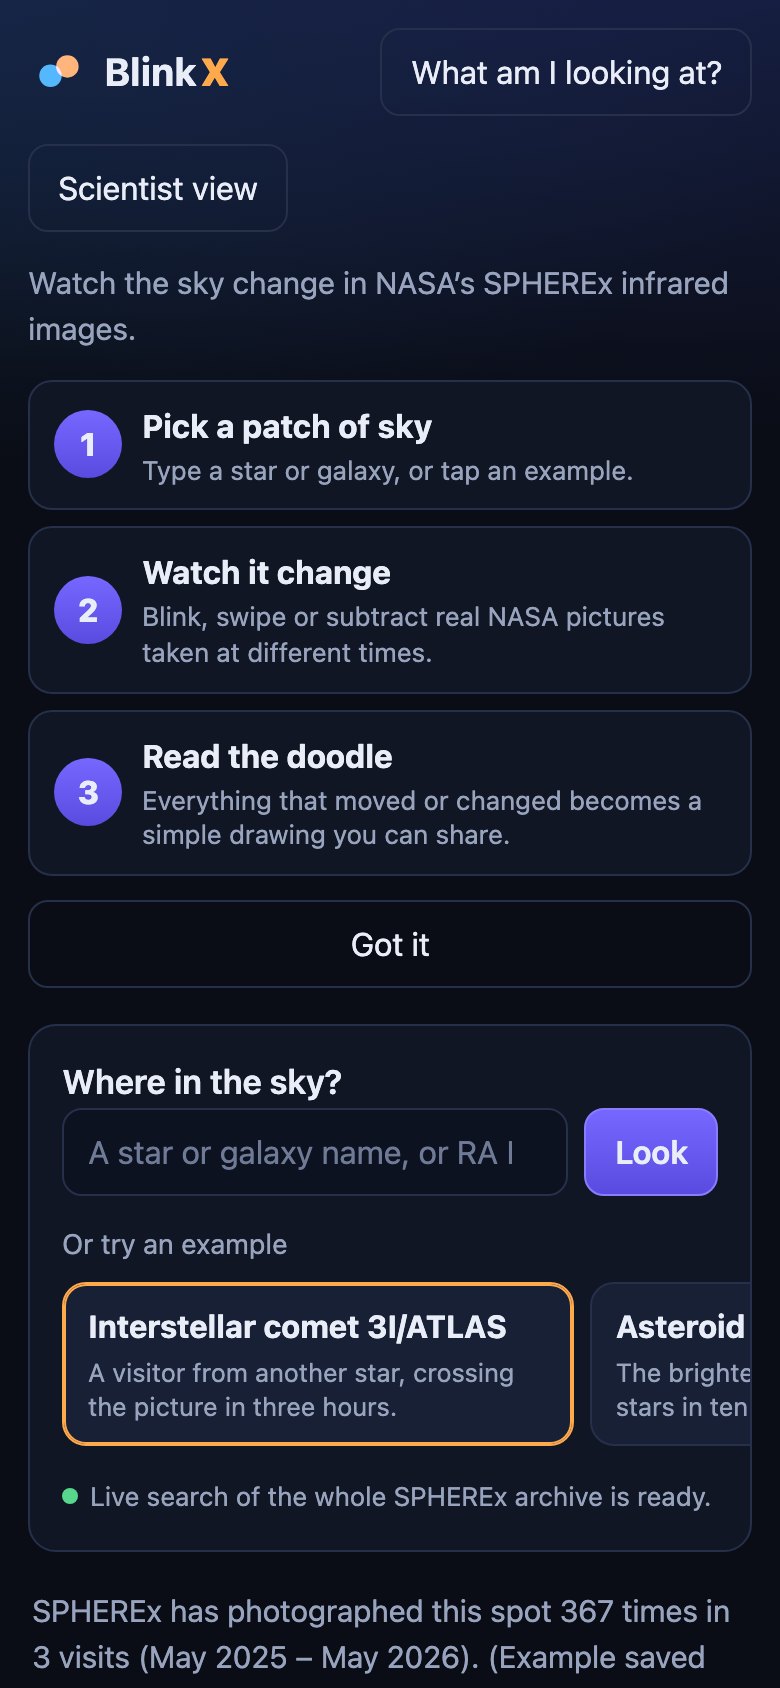 BlinkX
What am I looking at?
Scientist view
Watch the sky change in NASA’s SPHEREx infrared
images.
1
Pick a patch of sky
Type a star or galaxy, or tap an example.
2
Watch it change
Blink, swipe or subtract real NASA pictures
taken at different times.
3
Read the doodle
Everything that moved or changed becomes a
simple drawing you can share.
Got it
Where in the sky?
A star or galaxy name, or RA
Look
Or try an example
Interstellar comet 3I/ATLAS
A visitor from another star, crossing
the picture in three hours.
Asteroid
The brighte
stars in ten
Live search of the whole SPHEREx archive is ready.
SPHEREx has photographed this spot 367 times in
3 visits (May 2025 – May 2026). (Example saved